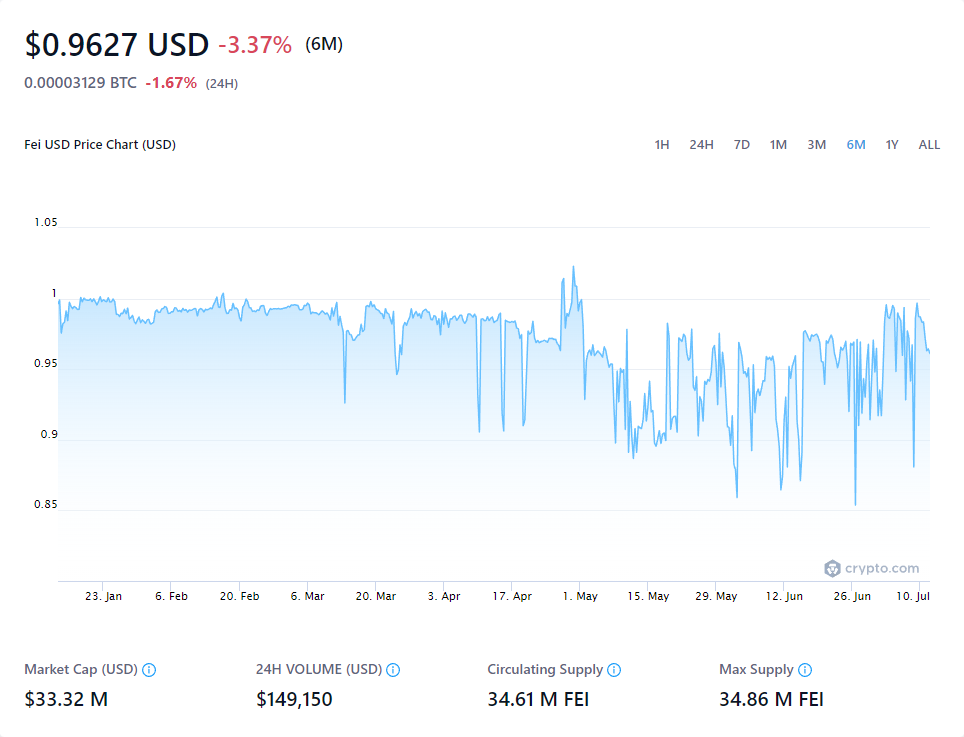 $0.9627 USD -3.37% (6M)
0.00003129 BTC -1.67% (24H)
Fei USD Price Chart (USD)
1H 24H 7D 1M 3M 6M 1Y ALL
1.05
1
0.95
0.9
0.85
crypto.com
23. Jan 6. Feb 20. Feb 6. Mar 20. Mar 3. Apr 17. Apr 1. May 15. May 29. May 12. Jun 26. Jun 10. Jul
Market Cap (USD) 24H VOLUME (USD) Circulating Supply Max Supply
$33.32 M $149,150 34.61 M FEI 34.86 M FEI